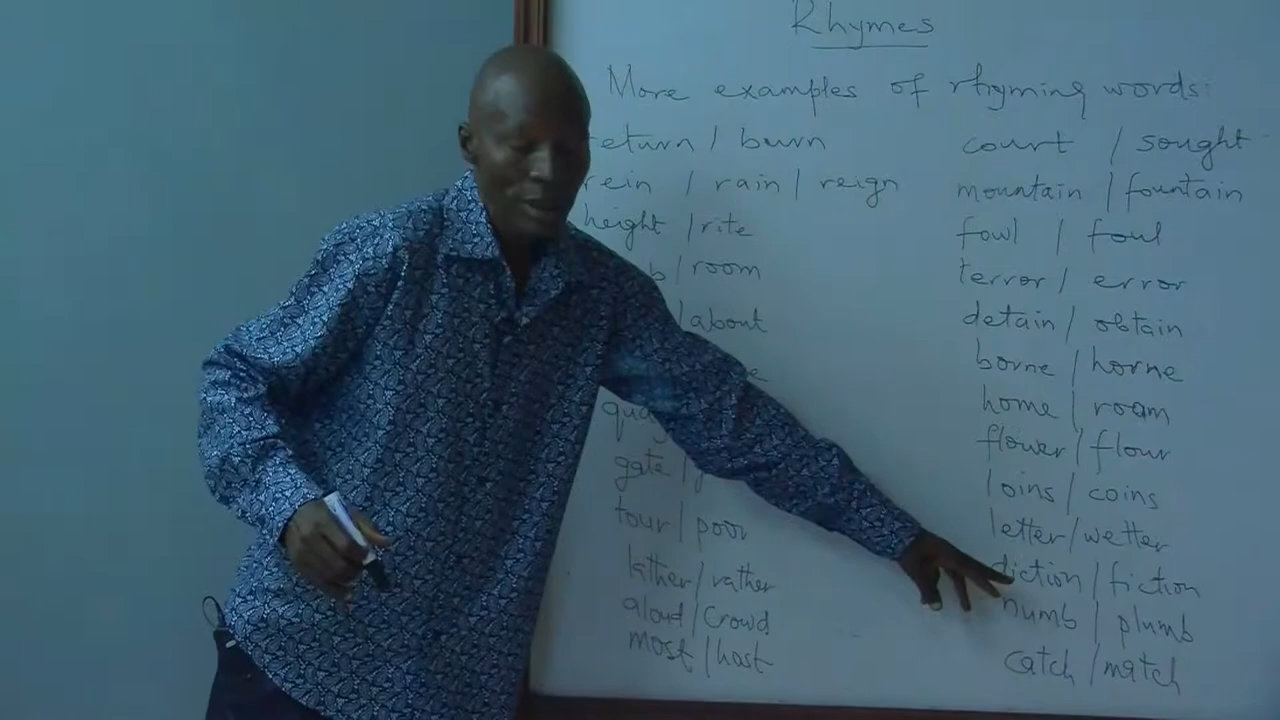 Rhymes
More examples of rhyming words:
eturn / burn
rein / rain / reign
height / rite
b / room
/ about
gate /
tour / poor
lather / rather
aloud / crowd
most / host
court / sought
mountain / fountain
fowl / foul
terror / error
detain / obtain
borne / horne
home / roam
flower / flour
loins / coins
letter / wetter
diction / fiction
numb / plumb
catch / match